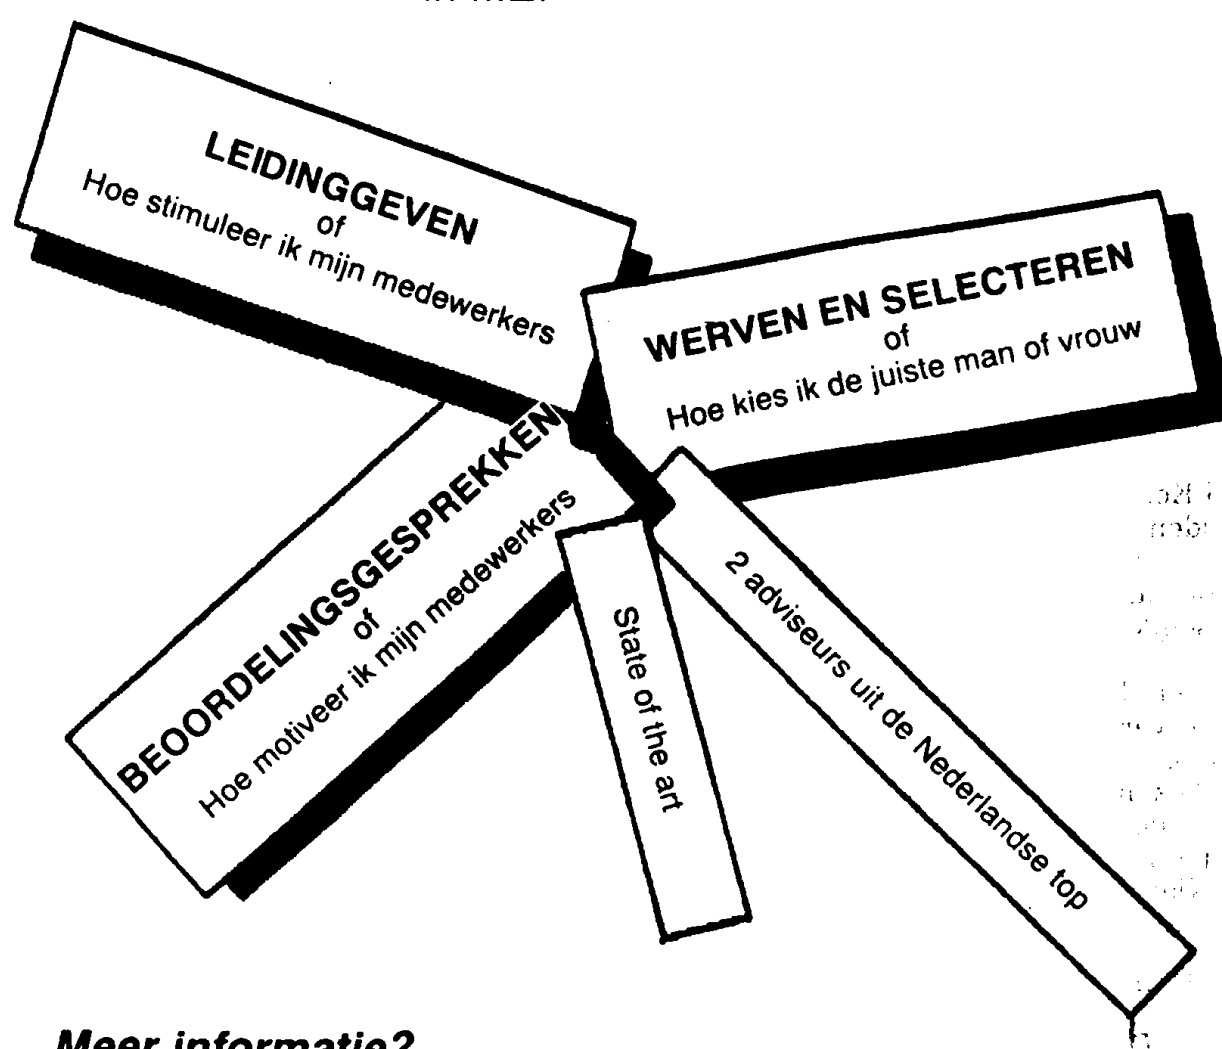 LEIDINGGEVEN
of
Hoe stimuleer ik mijn medewerkers
WERVEN EN SELECTEREN
of
Hoe kies ik de juiste man of vrouw
BEOORDELINGSGESPREKKEN
of
Hoe motiveer ik mijn medewerkers
State of the art
2 adviseurs uit de Nederlandse top
Meer informatie?